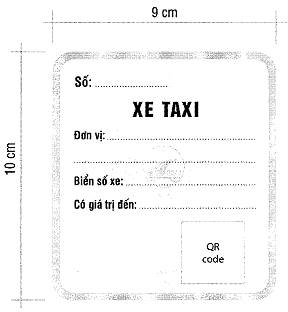 9 cm
10 cm
Số:
XE TAXI
Đơn vị:
Biển số xe:
Có giá trị đến:
QR
code